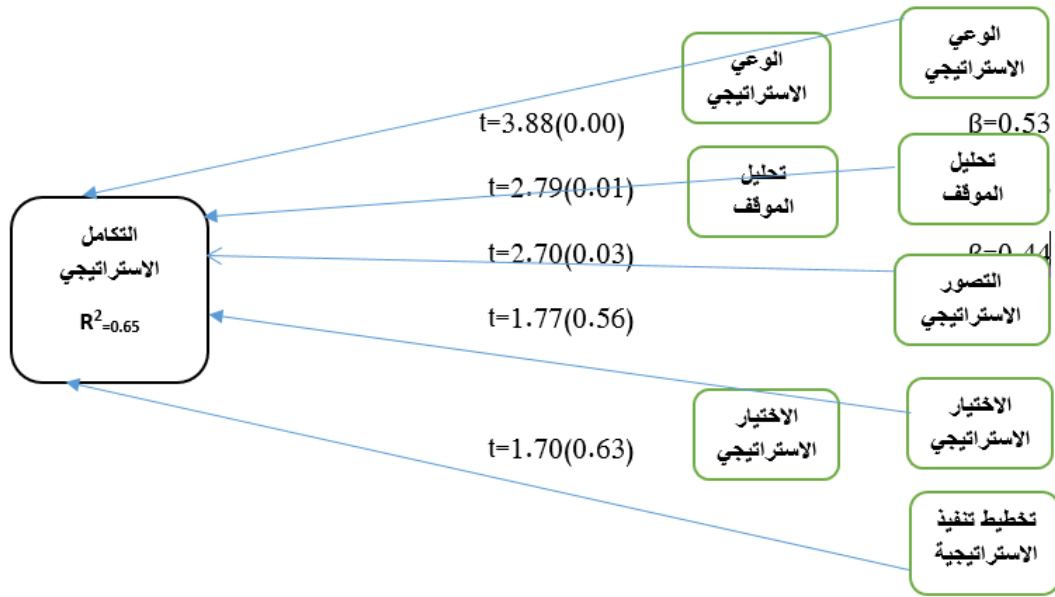 الوعي
الاستراتيجي
الوعي
الاستراتيجي
t=3.88(0.00)
β=0.53
تحليل
الموقف
تحليل
الموقف
t=2.79(0.01)
التكامل
الاستراتيجي
R²=0.65
t=2.70(0.03)
β=0.44
التصور
الاستراتيجي
t=1.77(0.56)
الاختيار
الاستراتيجي
الاختيار
الاستراتيجي
t=1.70(0.63)
تخطيط تنفيذ
الاستراتيجية